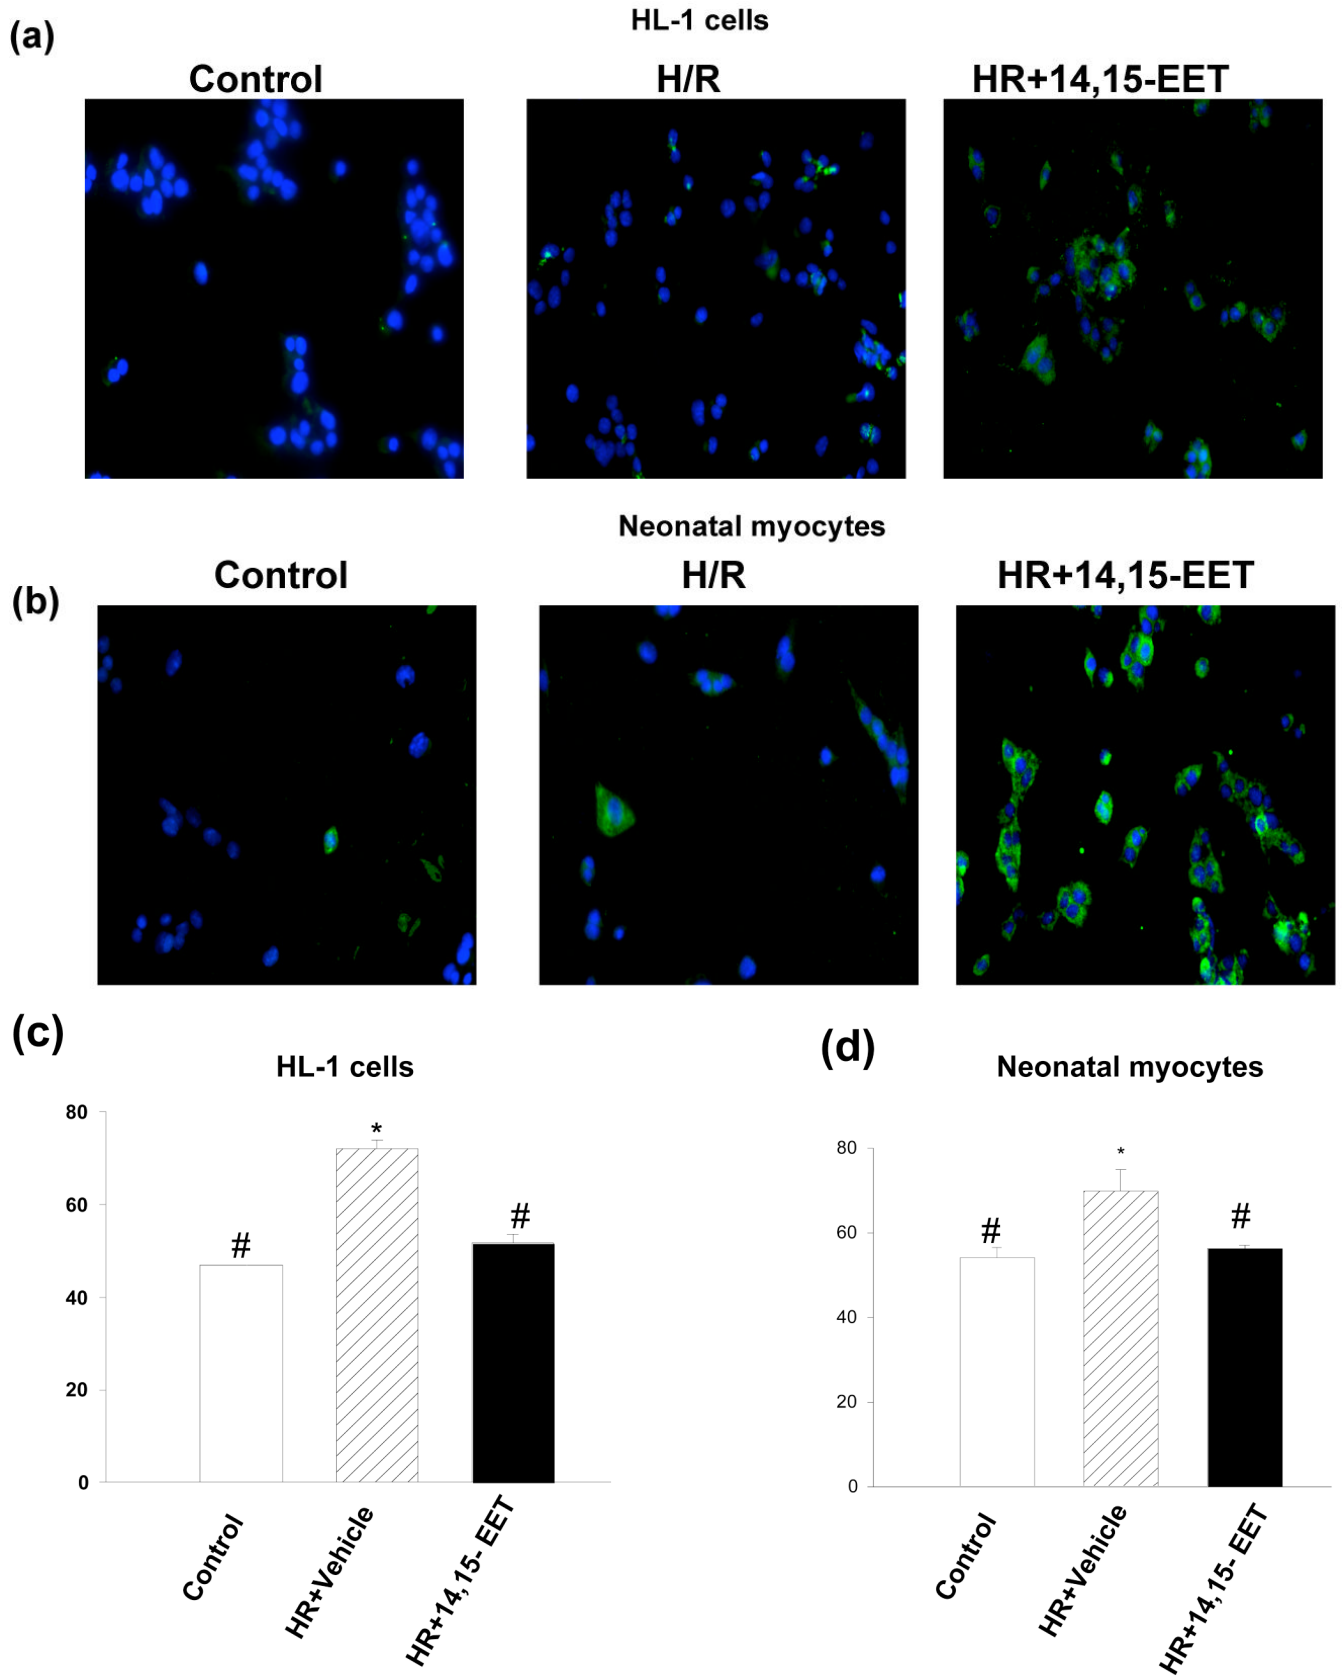 (a)
HL-1 cells
Control H/R HR+14,15-EET
Neonatal myocytes
(b)
Control H/R HR+14,15-EET
(c)
HL-1 cells
80
60
40
20
0
*
#
#
Control
HR+Vehicle
HR+14,15- EET
(d)
Neonatal myocytes
80
60
40
20
0
*
#
#
Control
HR+Vehicle
HR+14,15- EET